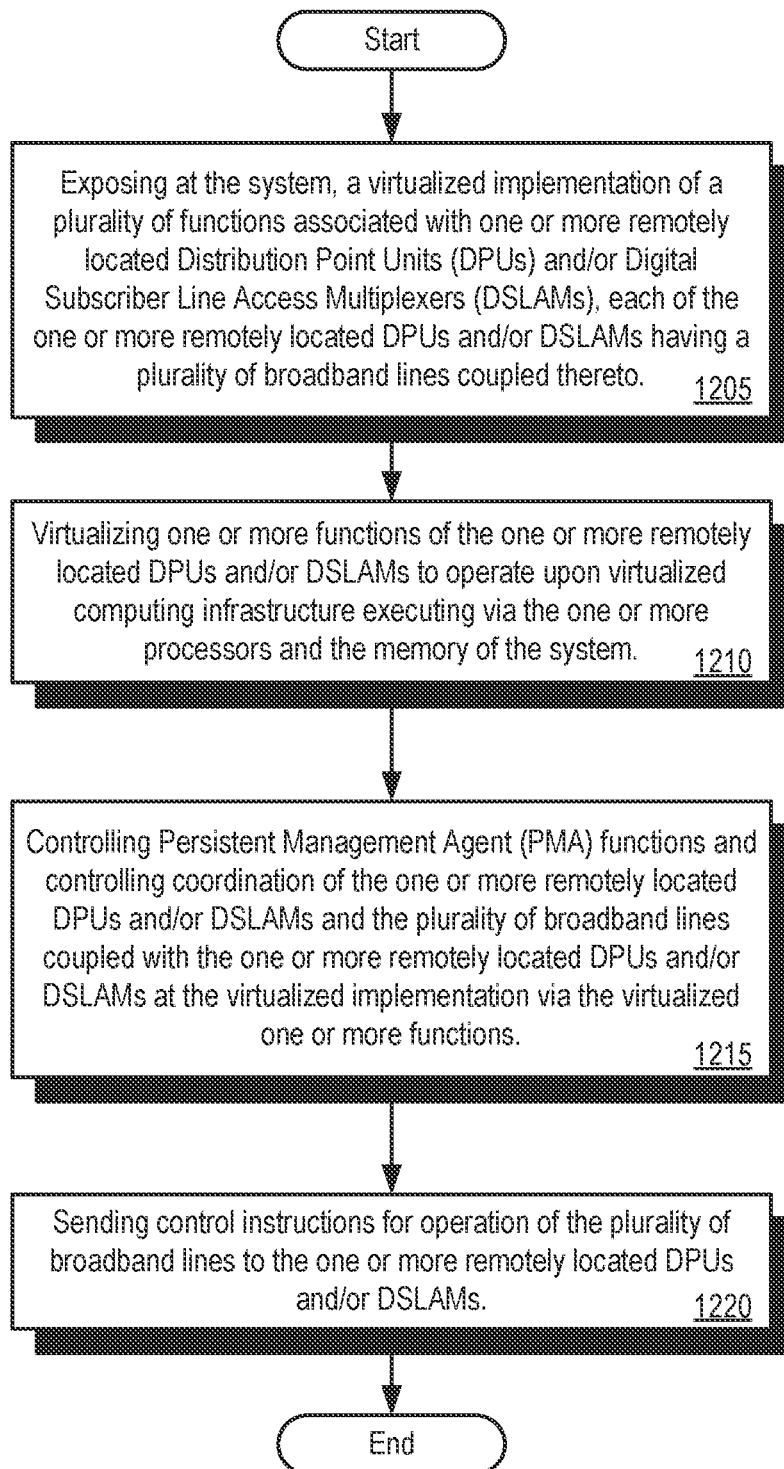 Start
Exposing at the system, a virtualized implementation of a
plurality of functions associated with one or more remotely
located Distribution Point Units (DPUs) and/or Digital
Subscriber Line Access Multiplexers (DSLAMs), each of the
one or more remotely located DPUs and/or DSLAMs having a
plurality of broadband lines coupled thereto.
1205
Virtualizing one or more functions of the one or more remotely
located DPUs and/or DSLAMs to operate upon virtualized
computing infrastructure executing via the one or more
processors and the memory of the system.
1210
Controlling Persistent Management Agent (PMA) functions and
controlling coordination of the one or more remotely located
DPUs and/or DSLAMs and the plurality of broadband lines
coupled with the one or more remotely located DPUs and/or
DSLAMs at the virtualized implementation via the virtualized
one or more functions.
1215
Sending control instructions for operation of the plurality of
broadband lines to the one or more remotely located DPUs
and/or DSLAMs.
1220
End